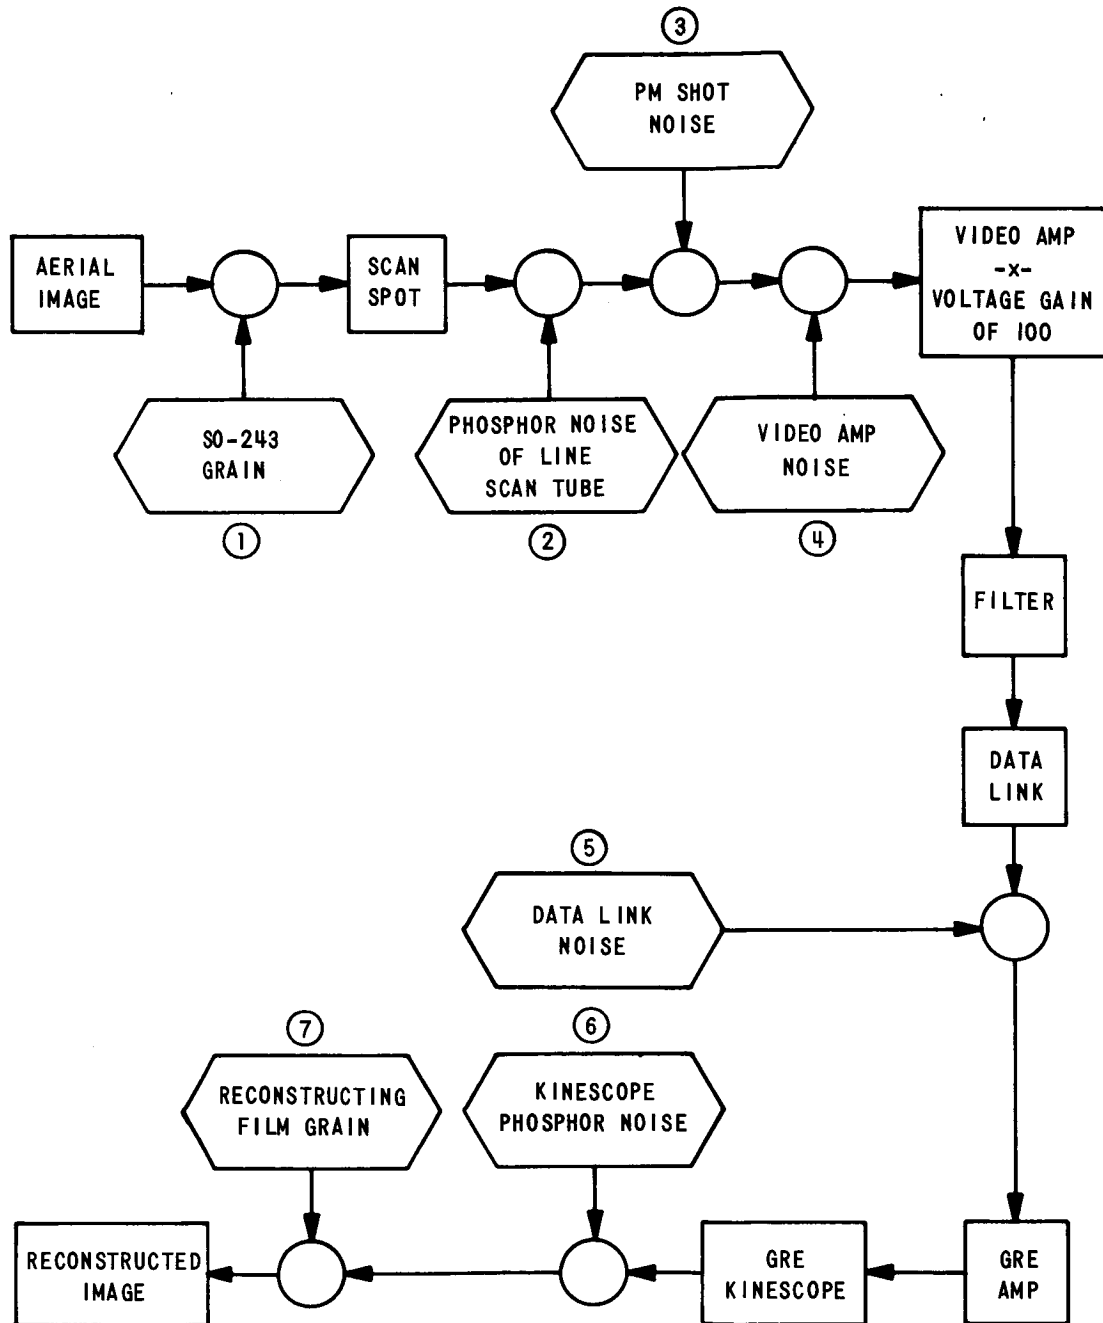 ③
PM SHOT
NOISE
AERIAL
IMAGE
SCAN
SPOT
VIDEO AMP
-X-
VOLTAGE GAIN
OF 100
SO-243
GRAIN
①
PHOSPHOR NOISE
OF LINE
SCAN TUBE
②
VIDEO AMP
NOISE
④
FILTER
DATA
LINK
⑤
DATA LINK
NOISE
⑦
RECONSTRUCTING
FILM GRAIN
⑥
KINESCOPE
PHOSPHOR NOISE
RECONSTRUCTED
IMAGE
GRE
KINESCOPE
GRE
AMP